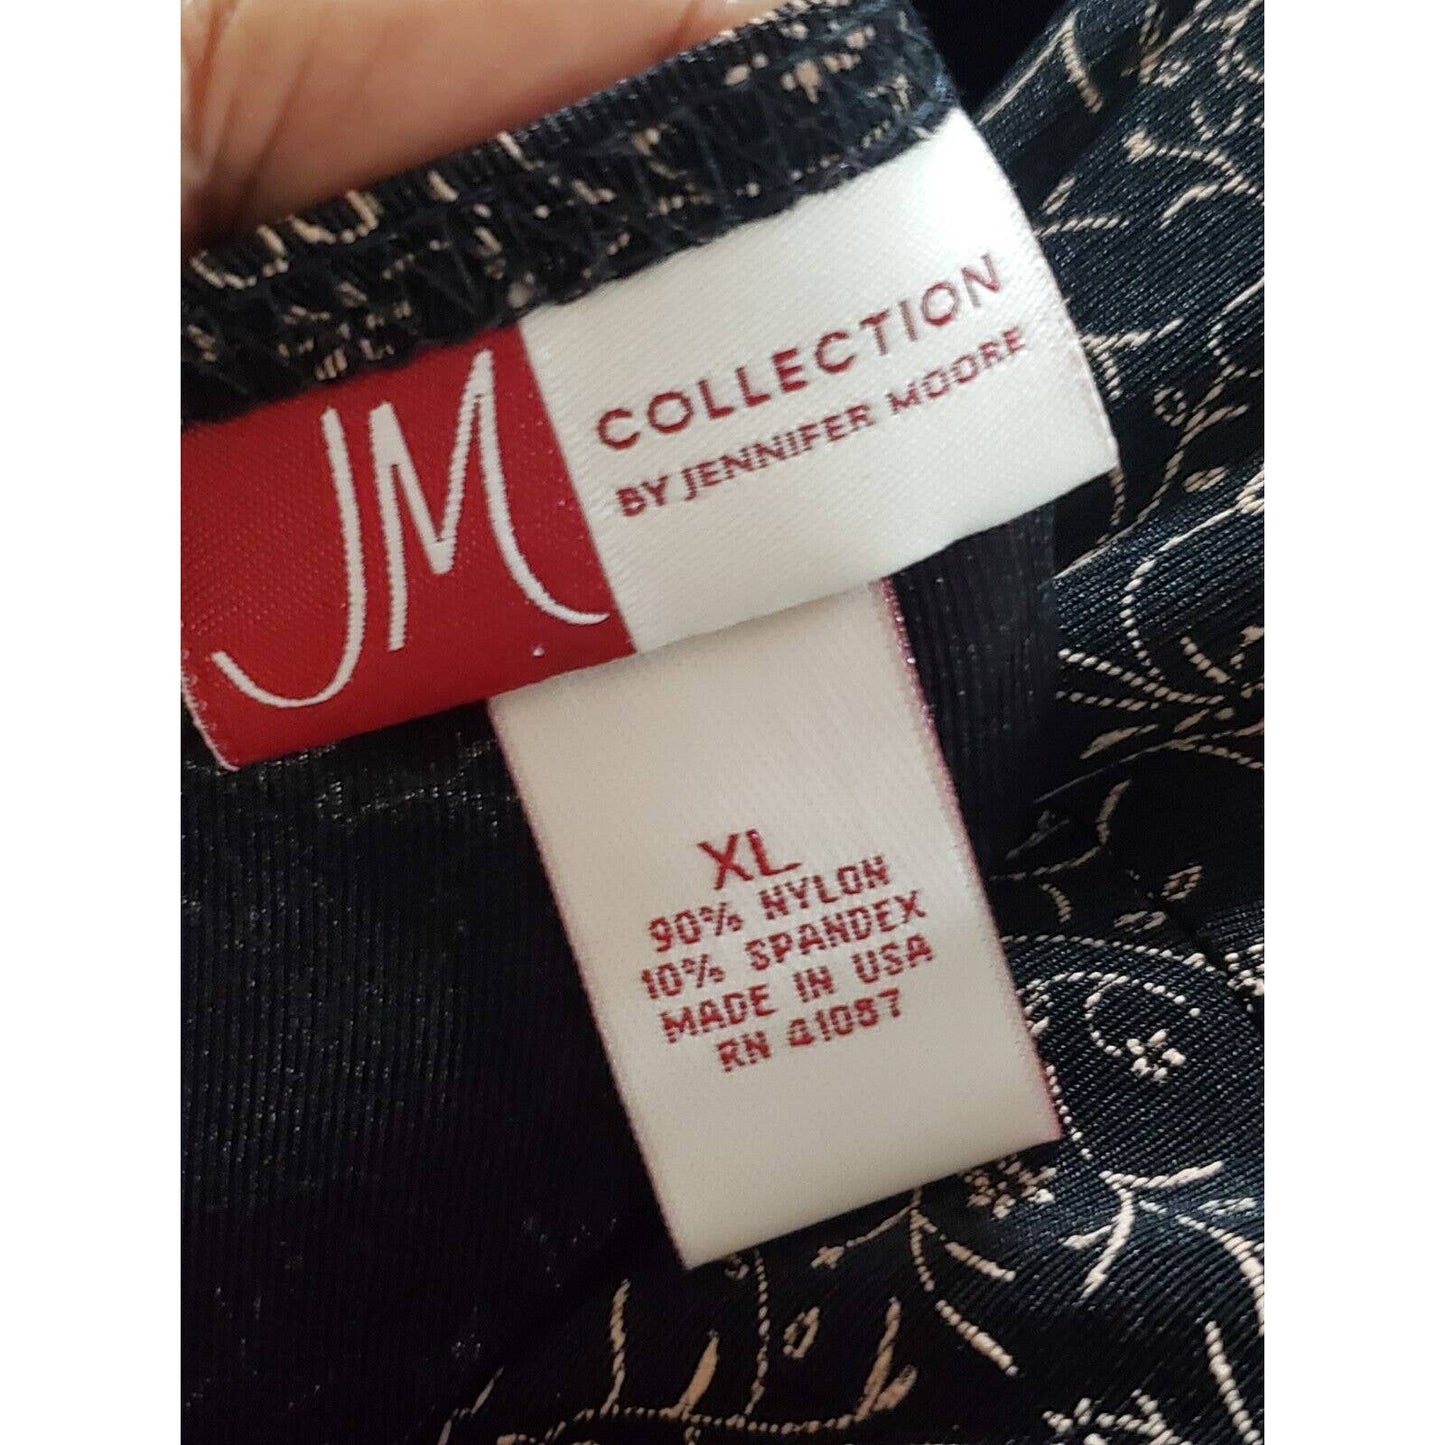 JM
COLLECTION
BY JENNIFER MOORE
XL
90% NYLON
10% SPANDEX
MADE IN USA
RN 41087